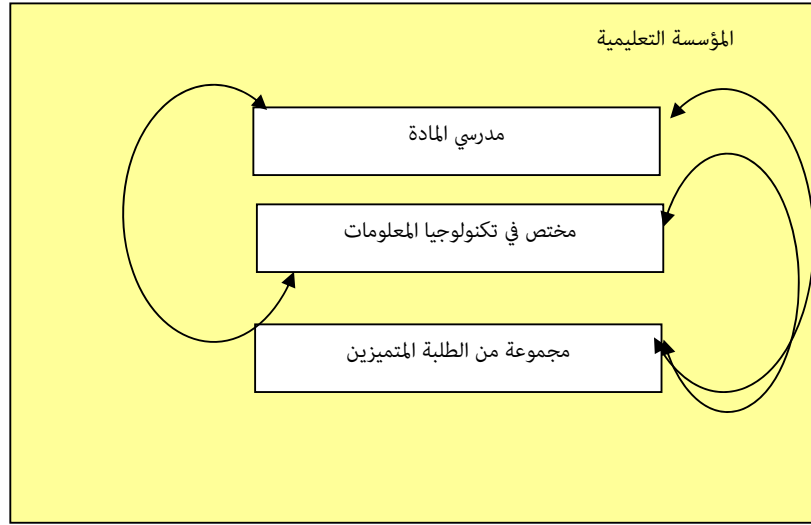 المؤسسة التعليمية
مدرسي المادة
مختص في تكنولوجيا المعلومات
مجموعة من الطلبة المتميزين